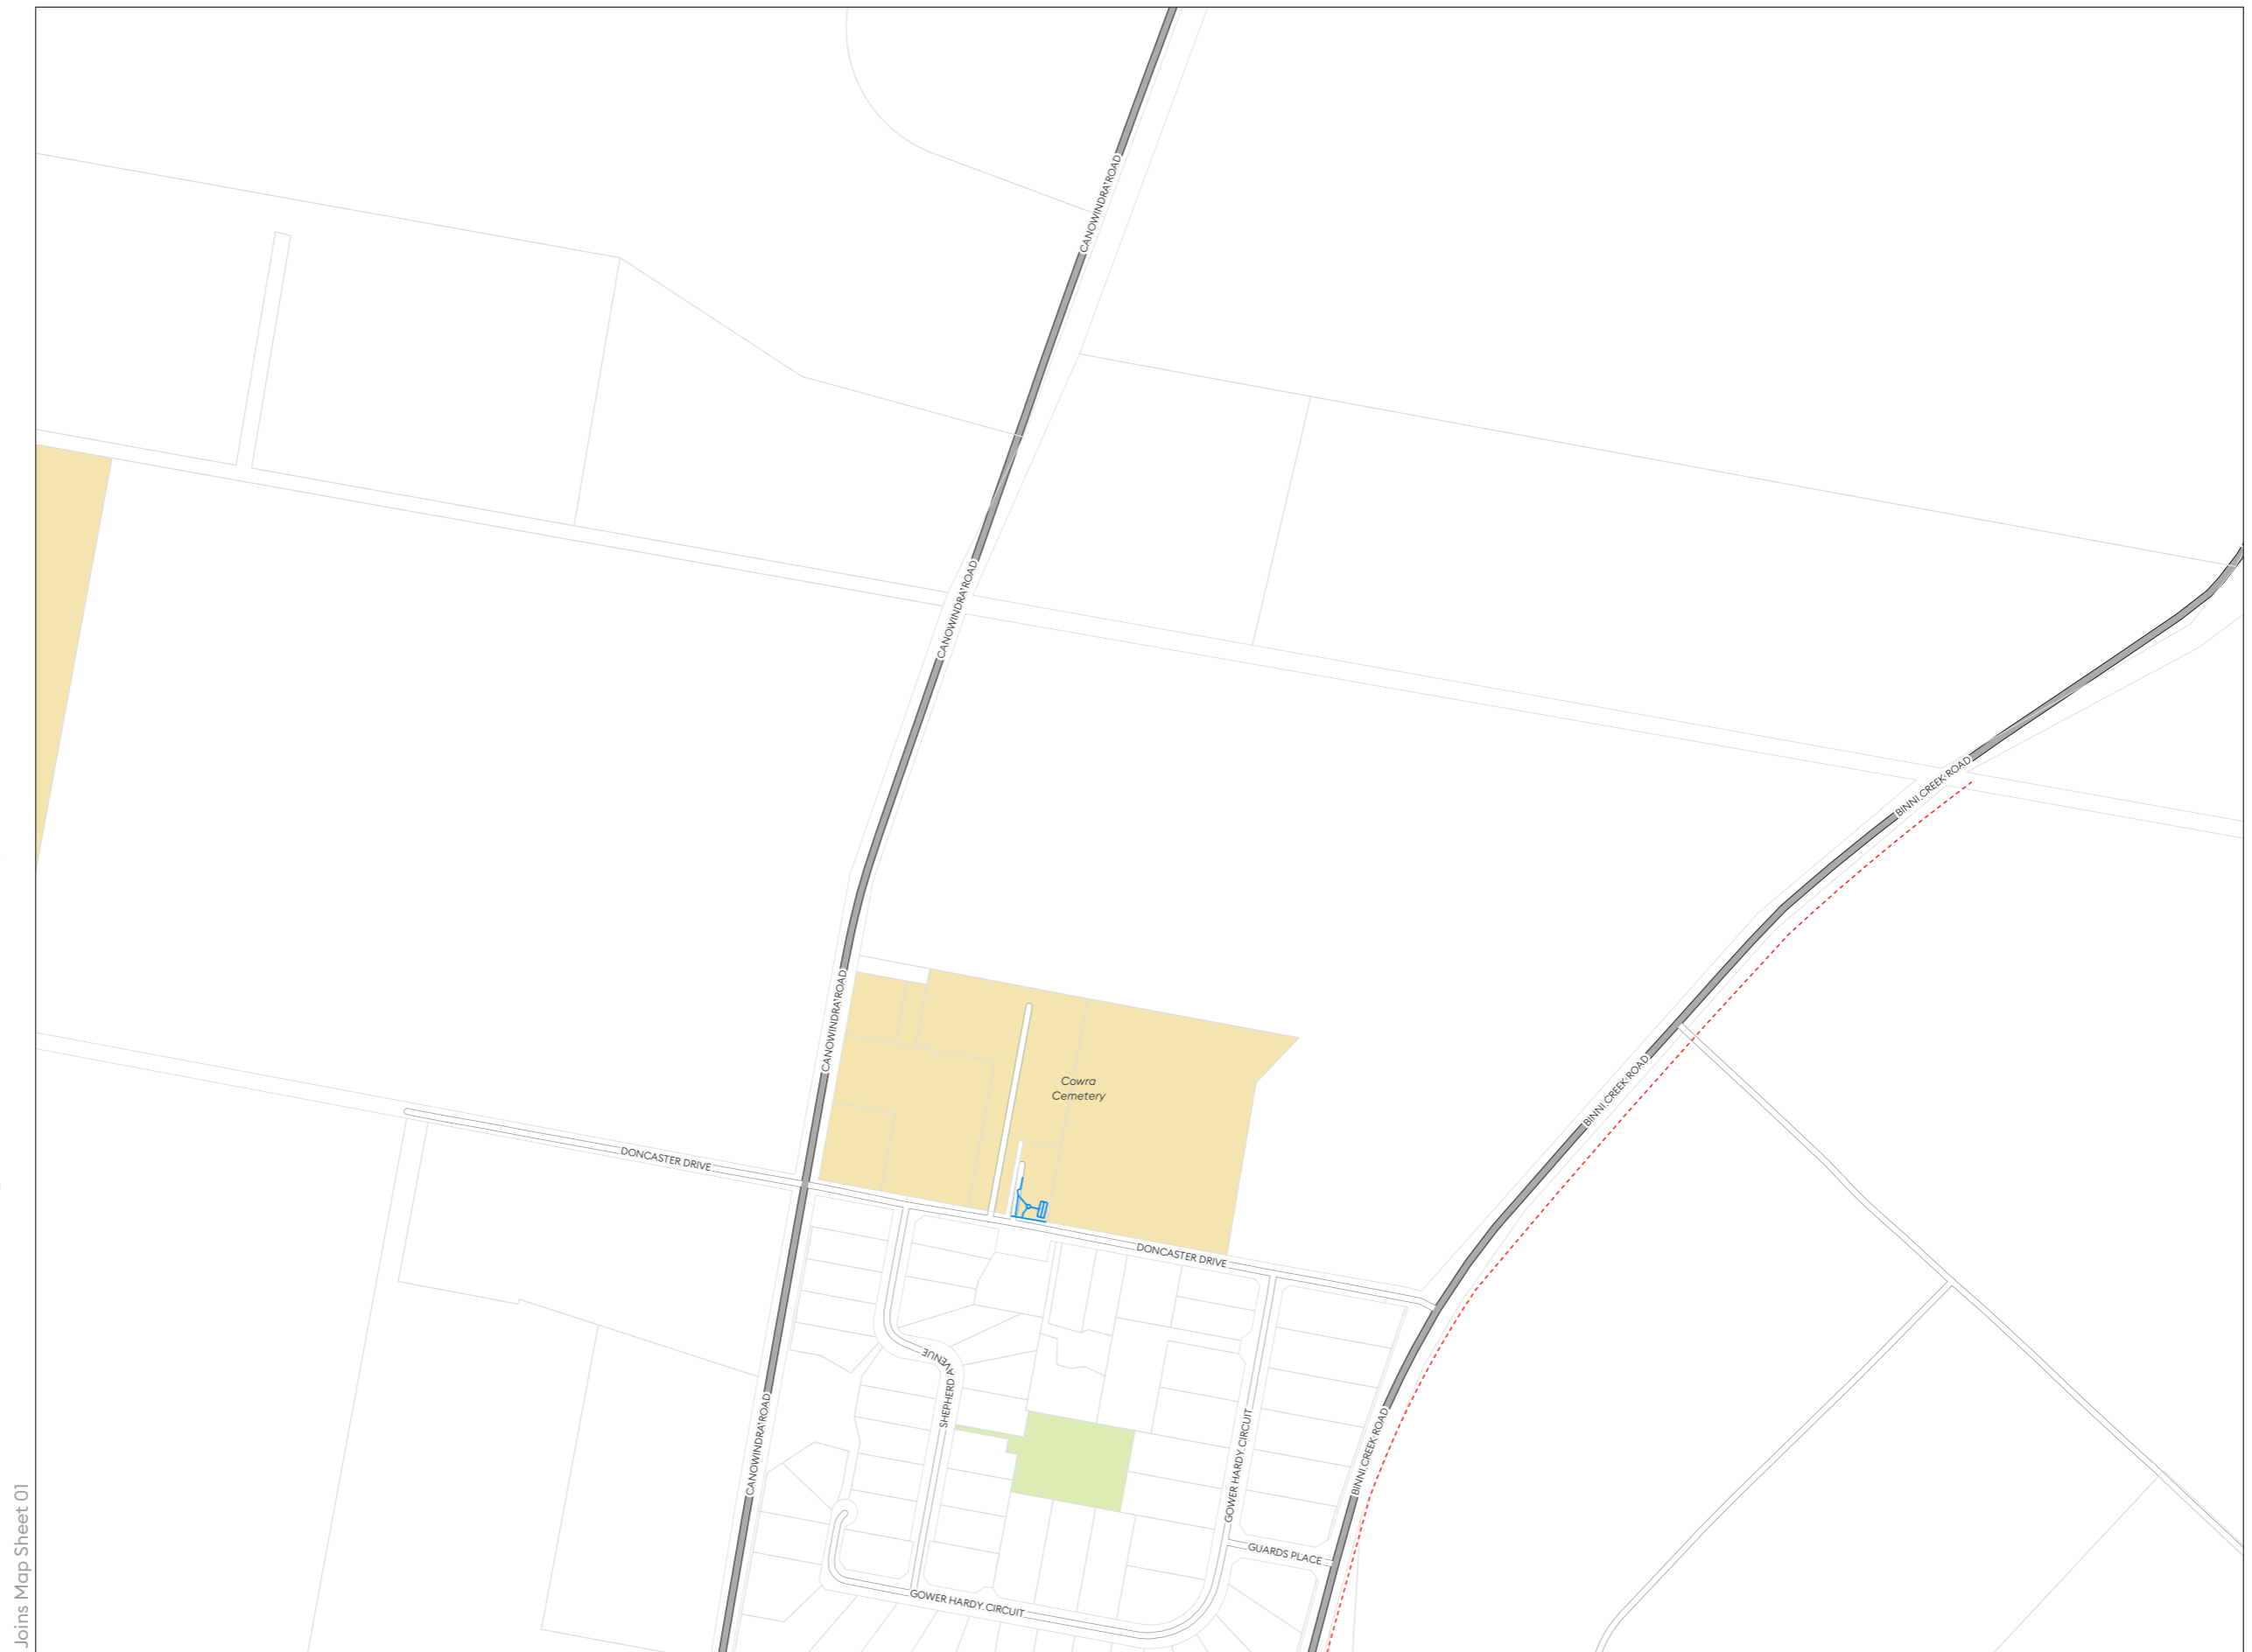 CANOWINDRA ROAD
CANOWINDRA ROAD
BINNI CREEK ROAD
CANOWINDRA ROAD
Cowra
Cemetery
BINNI CREEK ROAD
DONCASTER DRIVE
DONCASTER DRIVE
SHEPHERD AVENUE
CANOWINDRA ROAD
GOWER HARDY CIRCUIT
BINNI CREEK ROAD
GUARDS PLACE
GOWER HARDY CIRCUIT
Joins Map Sheet 01